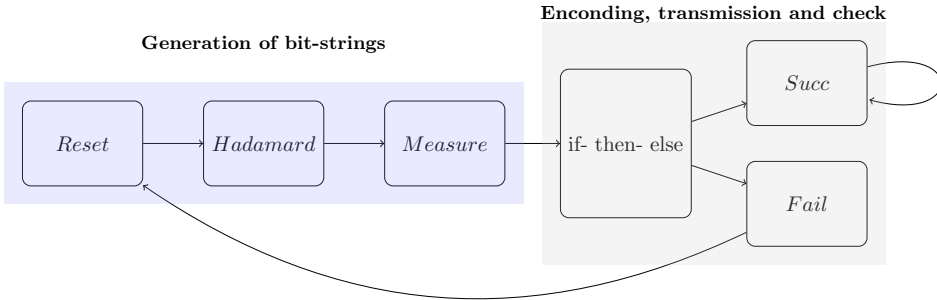 Enconding, transmission and check
Generation of bit-strings
Reset
Hadamard
Measure
if- then- else
Succ
Fail